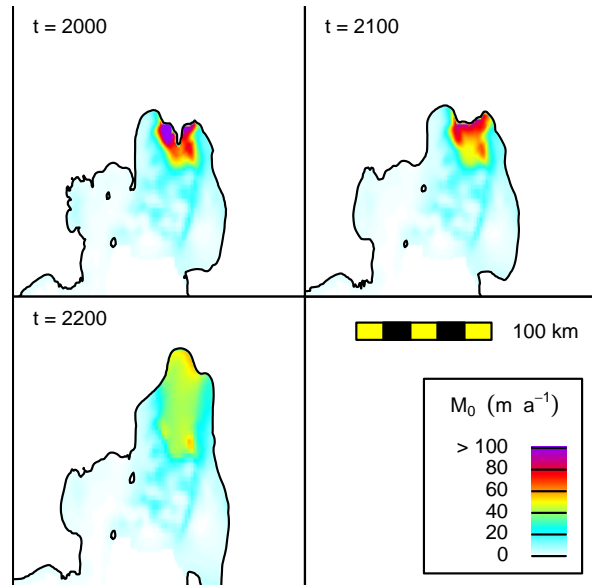 t = 2000
t = 2100
t = 2200
100 km
M₀ (m a⁻¹)
> 100
80
60
40
20
0